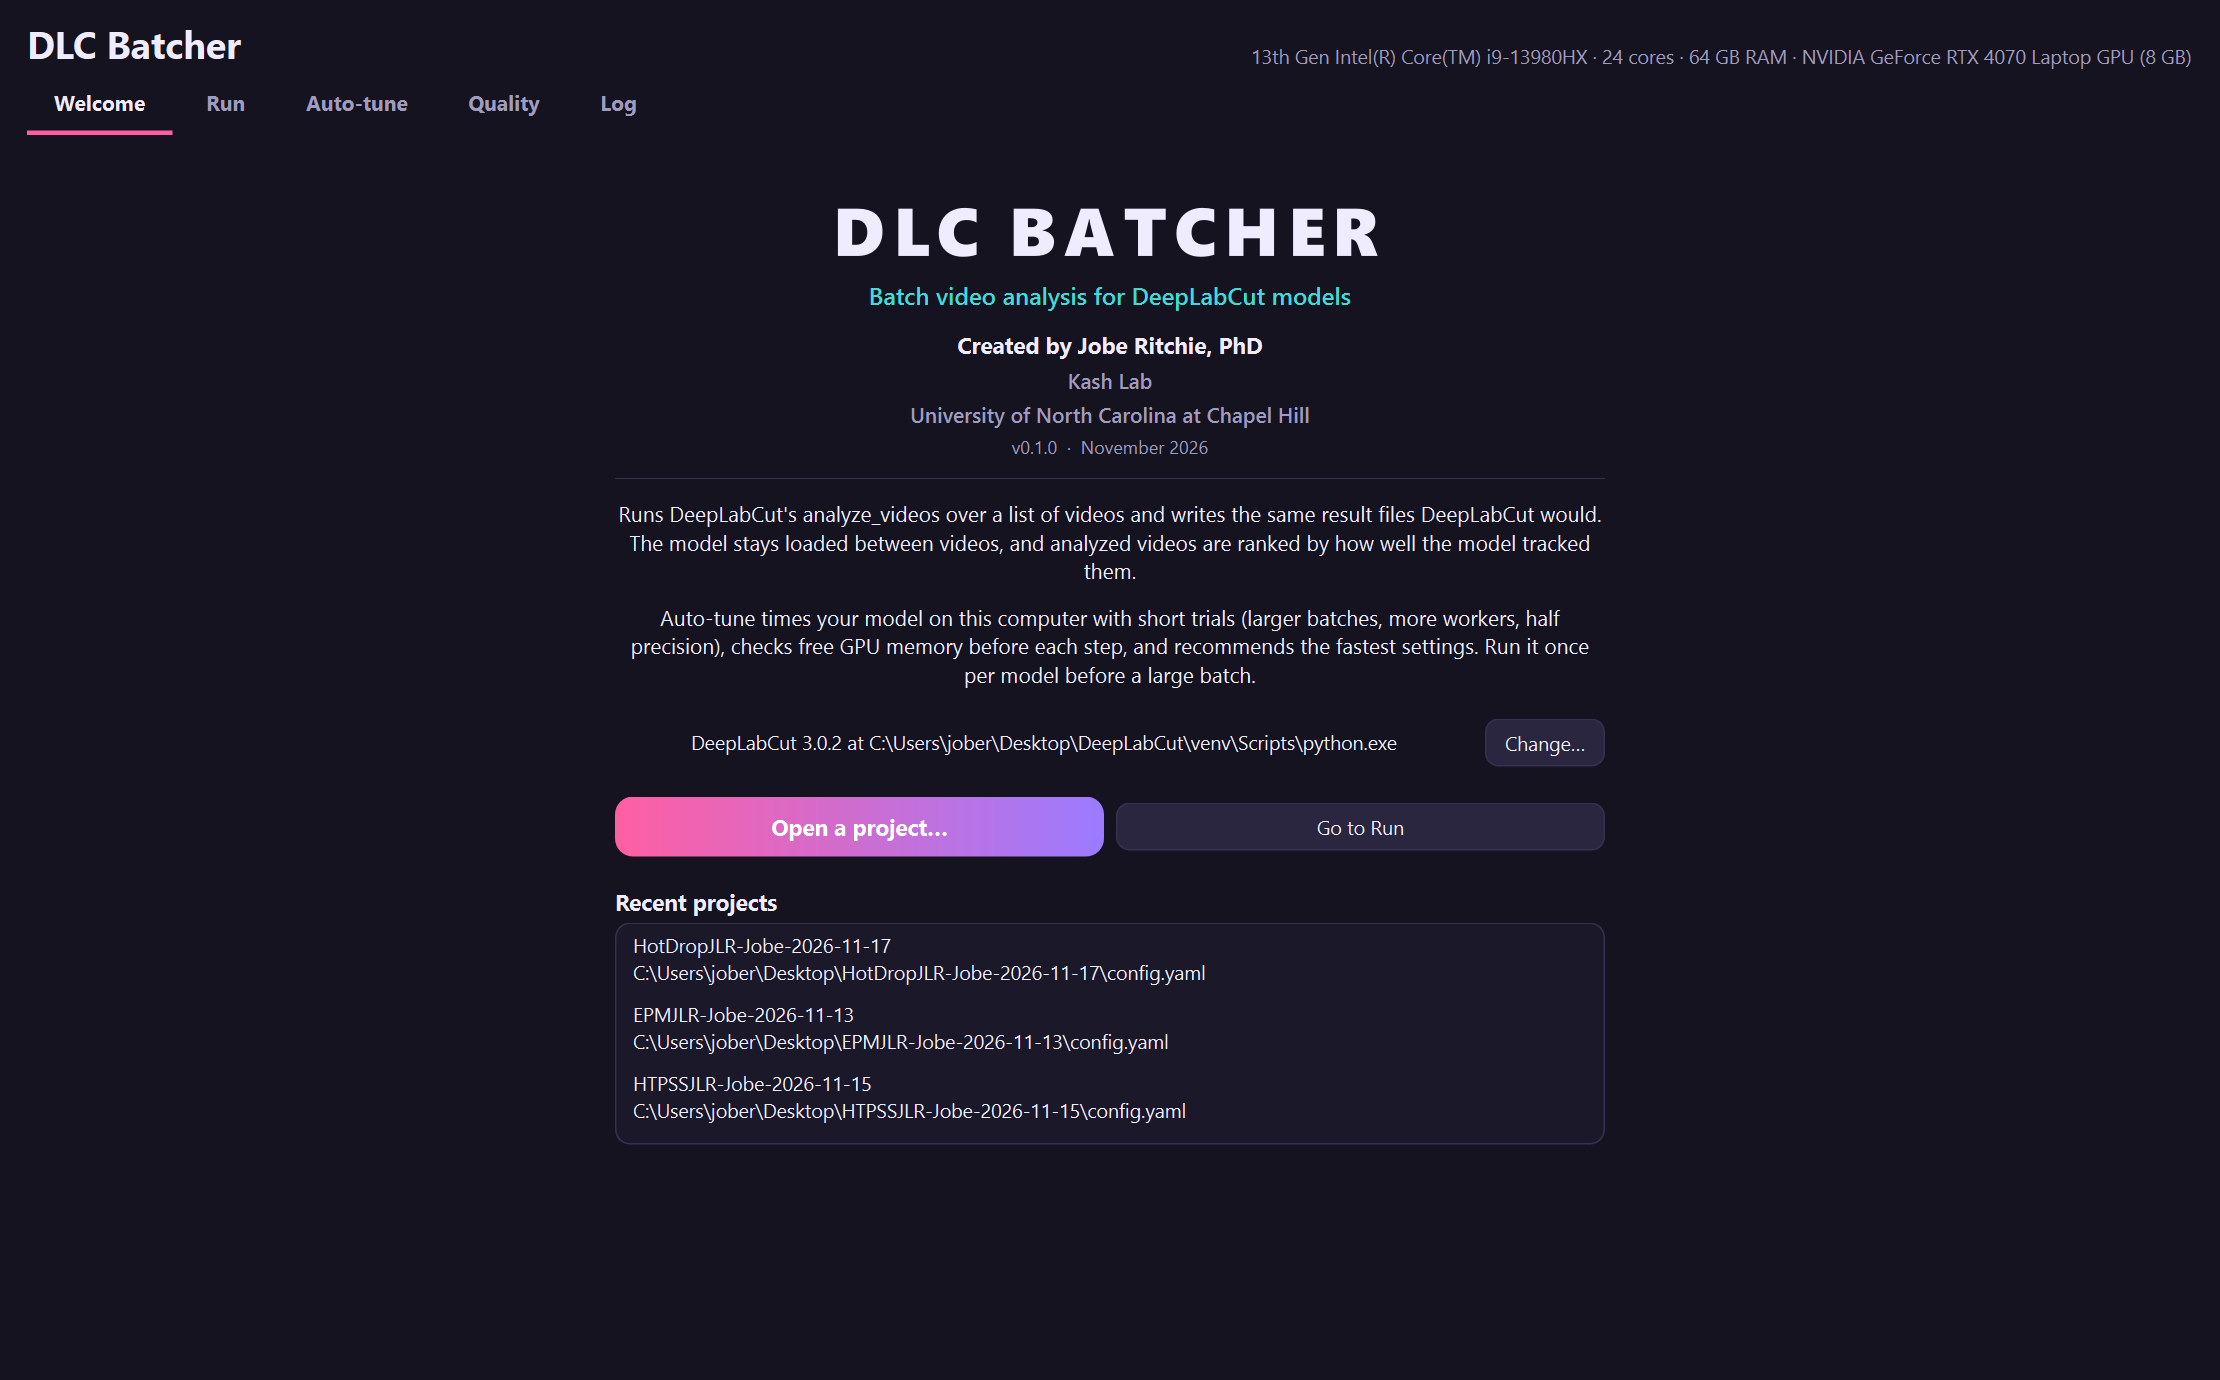 DLC Batcher
13th Gen Intel(R) Core(TM) i9-13980HX · 24 cores · 64 GB RAM · NVIDIA GeForce RTX 4070 Laptop GPU (8 GB)
Welcome Run Auto-tune Quality Log
DLC BATCHER
Batch video analysis for DeepLabCut models
Created by Jobe Ritchie, PhD
Kash Lab
University of North Carolina at Chapel Hill
v0.1.0 · November 2026
Runs DeepLabCut's analyze_videos over a list of videos and writes the same result files DeepLabCut would.
The model stays loaded between videos, and analyzed videos are ranked by how well the model tracked
them.
Auto-tune times your model on this computer with short trials (larger batches, more workers, half
precision), checks free GPU memory before each step, and recommends the fastest settings. Run it once
per model before a large batch.
DeepLabCut 3.0.2 at C:\Users\jober\Desktop\DeepLabCut\venv\Scripts\python.exe
Change...
Open a project...
Go to Run
Recent projects
HotDropJLR-Jobe-2026-11-17
C:\Users\jober\Desktop\HotDropJLR-Jobe-2026-11-17\config.yaml
EPMJLR-Jobe-2026-11-13
C:\Users\jober\Desktop\EPMJLR-Jobe-2026-11-13\config.yaml
HTPSSJLR-Jobe-2026-11-15
C:\Users\jober\Desktop\HTPSSJLR-Jobe-2026-11-15\config.yaml